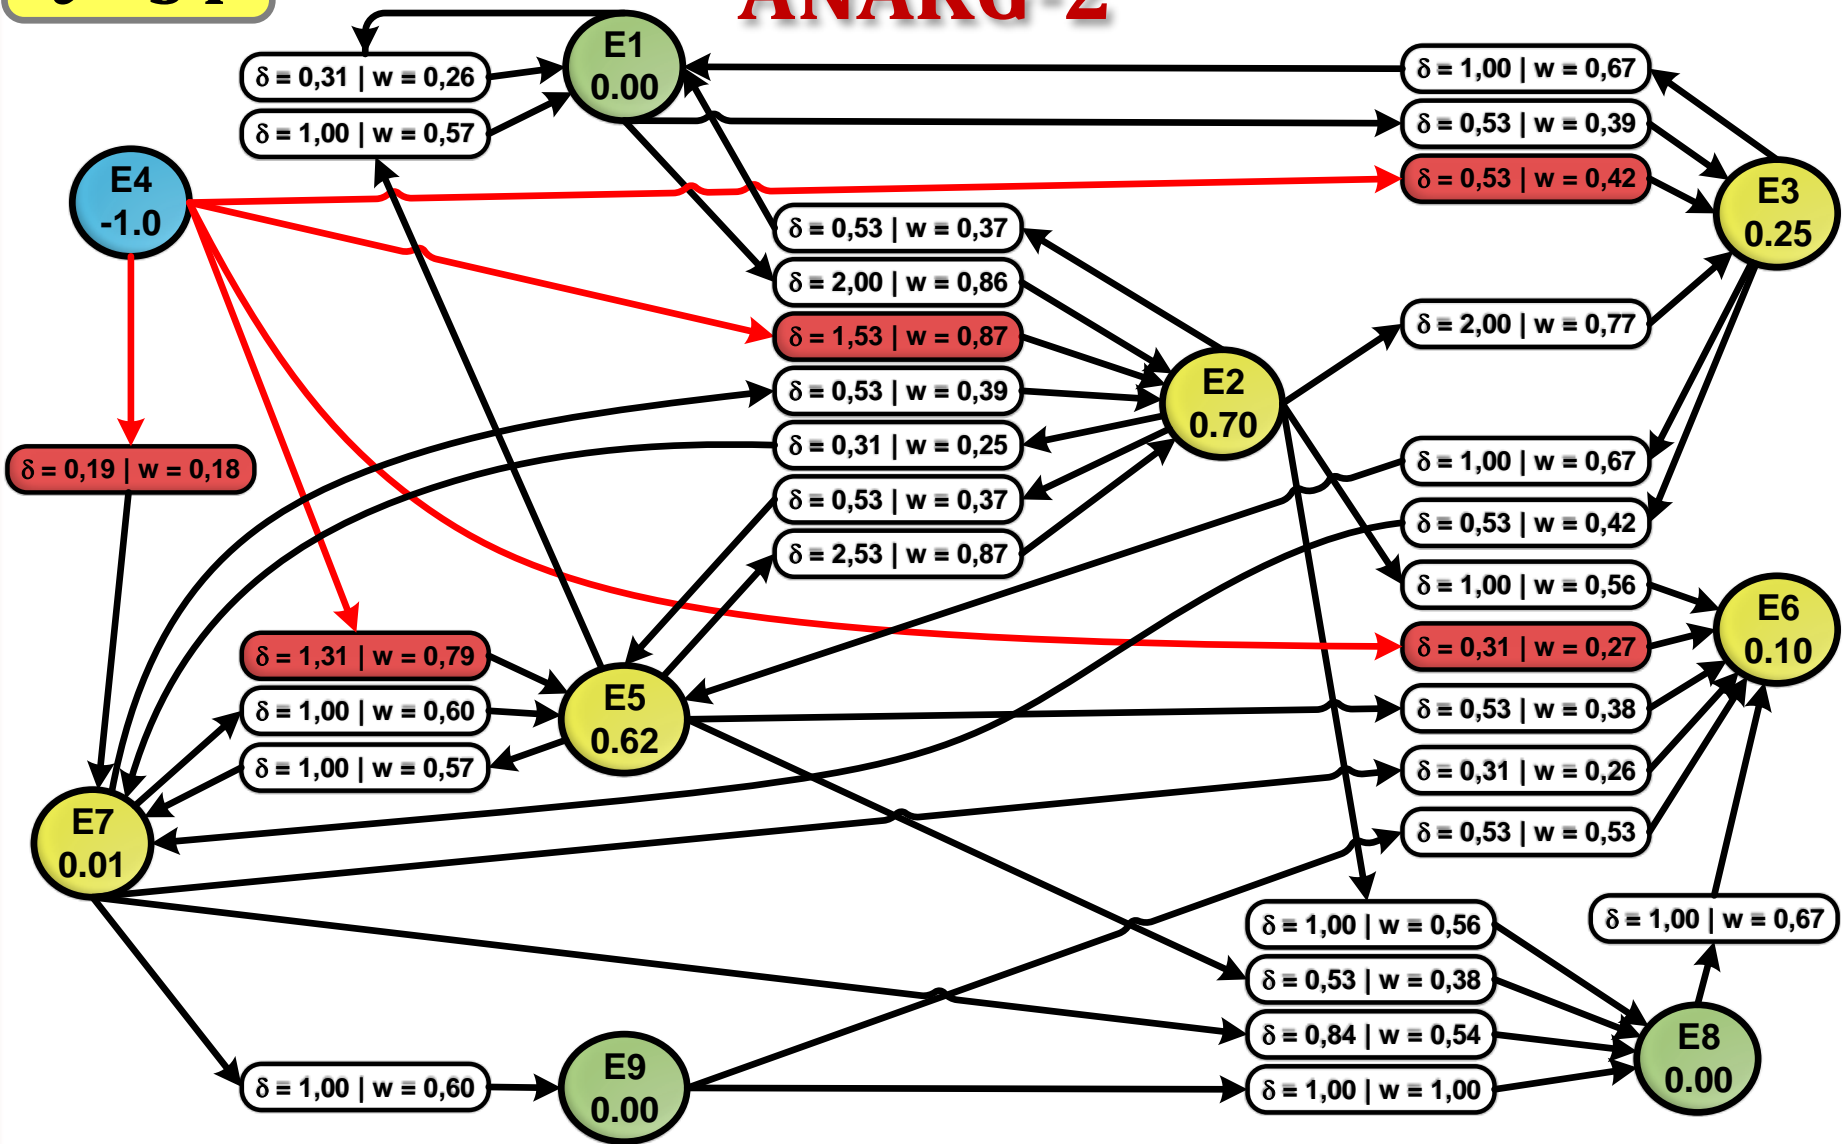 ANAKG-2
E1
0.00
δ = 0,31 | w = 0,26
δ = 1,00 | w = 0,57
δ = 1,00 | w = 0,67
δ = 0,53 | w = 0,39
δ = 0,53 | w = 0,42
E4
-1.0
E3
0.25
δ = 0,53 | w = 0,37
δ = 2,00 | w = 0,86
δ = 1,53 | w = 0,87
δ = 0,53 | w = 0,39
δ = 0,31 | w = 0,25
δ = 0,53 | w = 0,37
δ = 2,53 | w = 0,87
δ = 2,00 | w = 0,77
E2
0.70
δ = 0,19 | w = 0,18
δ = 1,00 | w = 0,67
δ = 0,53 | w = 0,42
δ = 1,00 | w = 0,56
δ = 0,31 | w = 0,27
δ = 0,53 | w = 0,38
δ = 0,31 | w = 0,26
δ = 0,53 | w = 0,53
E6
0.10
δ = 1,31 | w = 0,79
δ = 1,00 | w = 0,60
δ = 1,00 | w = 0,57
E5
0.62
E7
0.01
δ = 1,00 | w = 0,56
δ = 0,53 | w = 0,38
δ = 0,84 | w = 0,54
δ = 1,00 | w = 1,00
δ = 1,00 | w = 0,67
E8
0.00
δ = 1,00 | w = 0,60
E9
0.00